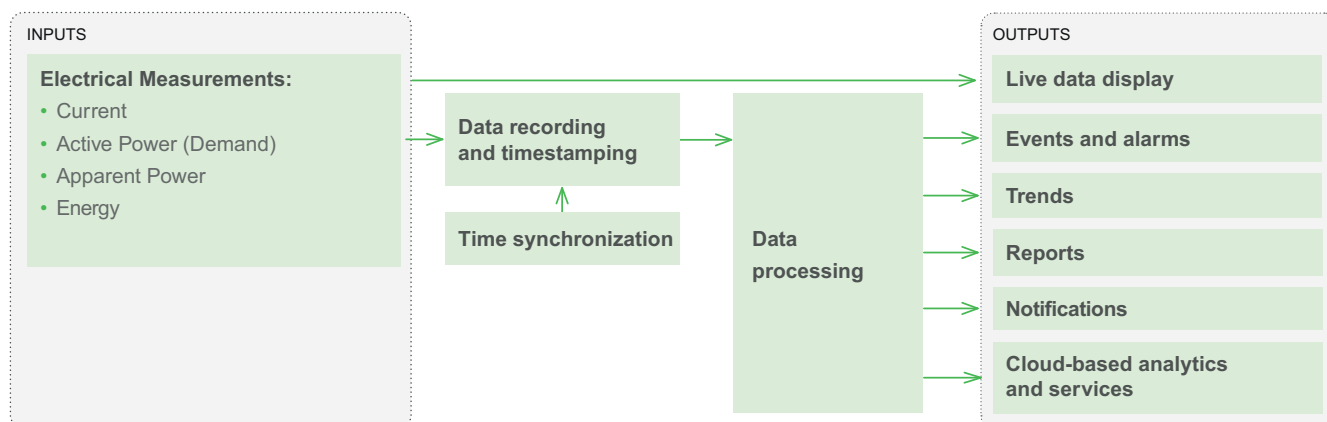 INPUTS
Electrical Measurements:
• Current
• Active Power (Demand)
• Apparent Power
• Energy
Data recording
and timestamping
Time synchronization
Data
processing
OUTPUTS
Live data display
Events and alarms
Trends
Reports
Notifications
Cloud-based analytics
and services